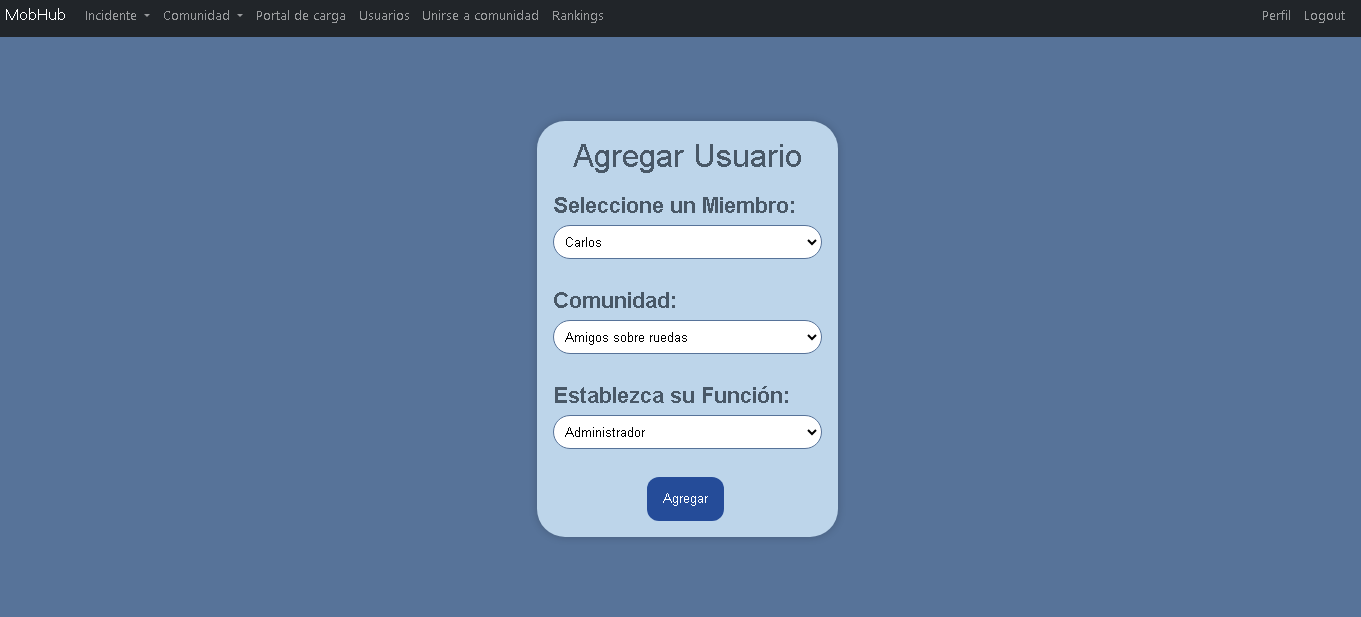 MobHub Incidente Comunidad Portal de carga Usuarios Unirse a comunidad Rankings Perfil Logout
Agregar Usuario
Seleccione un Miembro:
Carlos
Comunidad:
Amigos sobre ruedas
Establezca su Función:
Administrador
Agregar